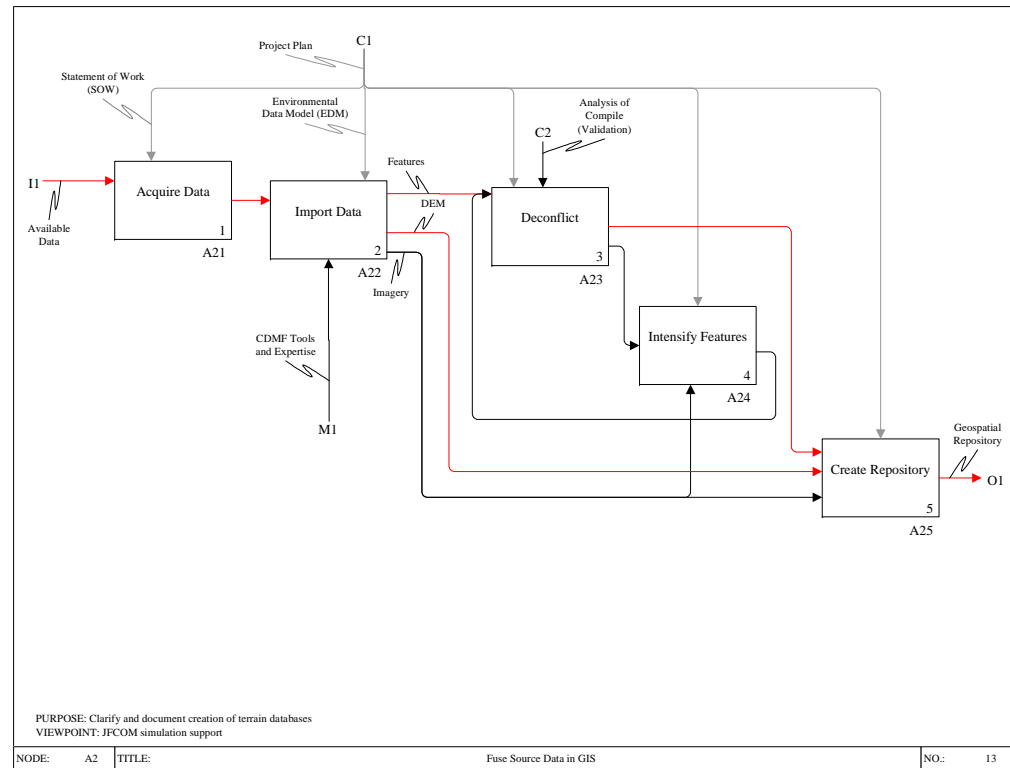 C1
Project Plan
Statement of Work
(SOW)
Environmental
Data Model (EDM)
Analysis of
Compile
(Validation)
C2
Features
I1
Acquire Data
1
A21
Available
Data
Import Data
2
A22
DEM
Imagery
Deconflict
3
A23
CDMF Tools
and Expertise
M1
Intensify Features
4
A24
Create Repository
5
A25
Geospatial
Repository
O1
PURPOSE: Clarify and document creation of terrain databases
VIEWPOINT: JFCOM simulation support
NODE: A2 TITLE: Fuse Source Data in GIS NO.: 13